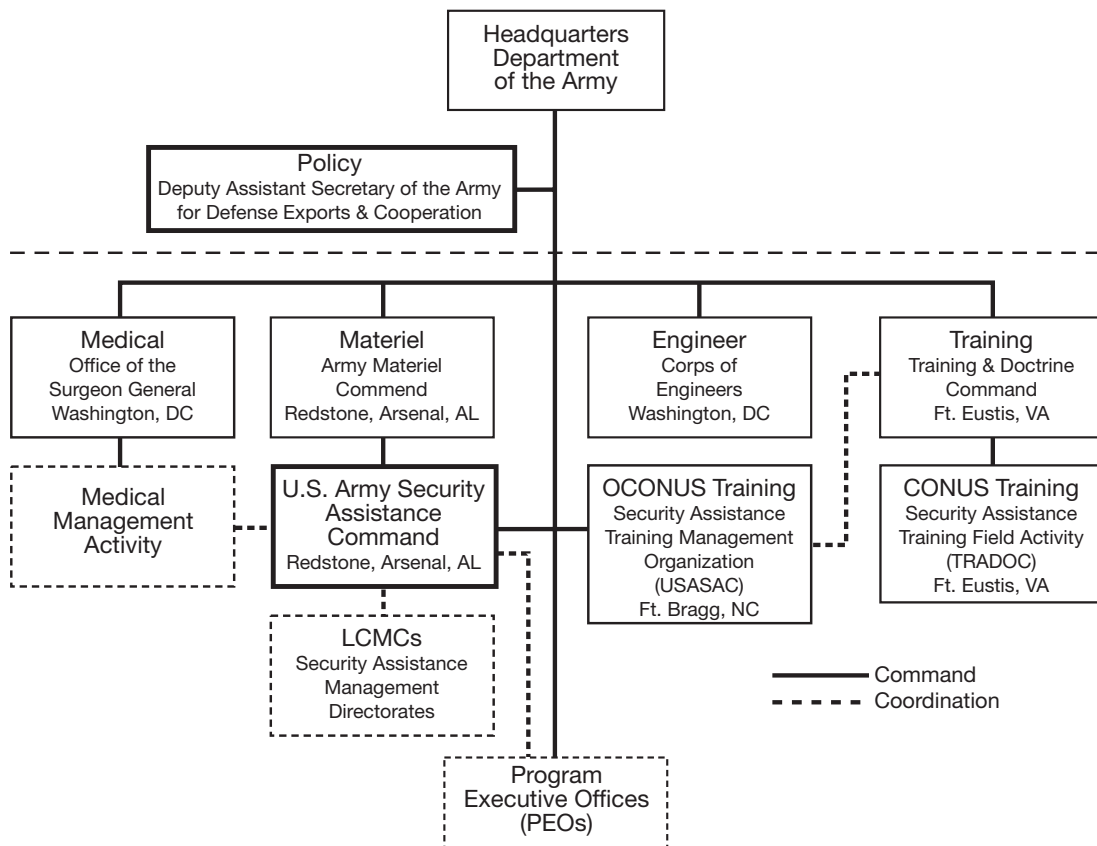 Headquarters
Department
of the Army
Policy
Deputy Assistant Secretary of the Army
for Defense Exports & Cooperation
Medical
Office of the
Surgeon General
Washington, DC
Materiel
Army Materiel
Commend
Redstone, Arsenal, AL
Engineer
Corps of
Engineers
Washington, DC
Training
Training & Doctrine
Command
Ft. Eustis, VA
Medical
Management
Activity
U.S. Army Security
Assistance
Command
Redstone, Arsenal, AL
OCONUS Training
Security Assistance
Training Management
Organization
(USASAC)
Ft. Bragg, NC
CONUS Training
Security Assistance
Training Field Activity
(TRADOC)
Ft. Eustis, VA
LCMCs
Security Assistance
Management
Directorates
Command
Coordination
Program
Executive Offices
(PEOs)